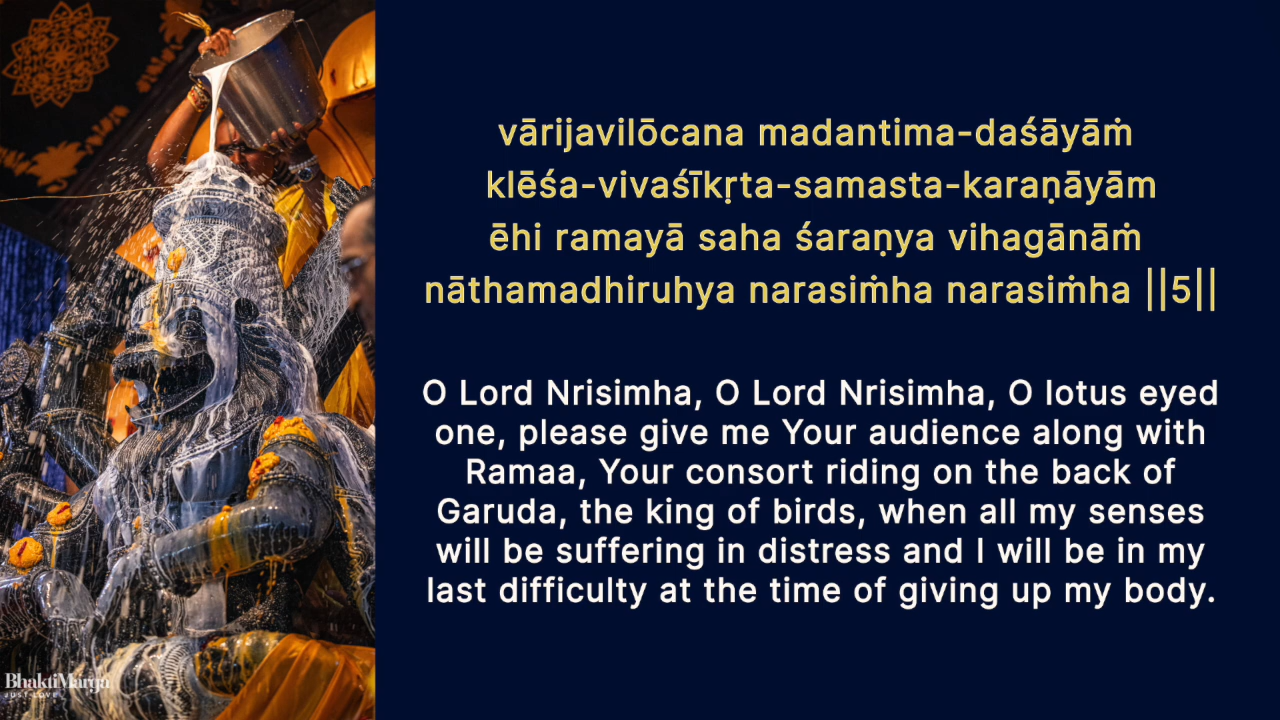 vārijavilōcana madantima-daśāyāṁ
klēśa-vivaśīkṛta-samasta-karaṇāyām
ēhi ramayā saha śaraṇya vihagānāṁ
nāthamadhiruhya narasiṁha narasiṁha ||5||
O Lord Nrisimha, O Lord Nrisimha, O lotus eyed
one, please give me Your audience along with
Ramaa, Your consort riding on the back of
Garuda, the king of birds, when all my senses
will be suffering in distress and I will be in my
last difficulty at the time of giving up my body.
BhaktiMarga
JUST LOVE